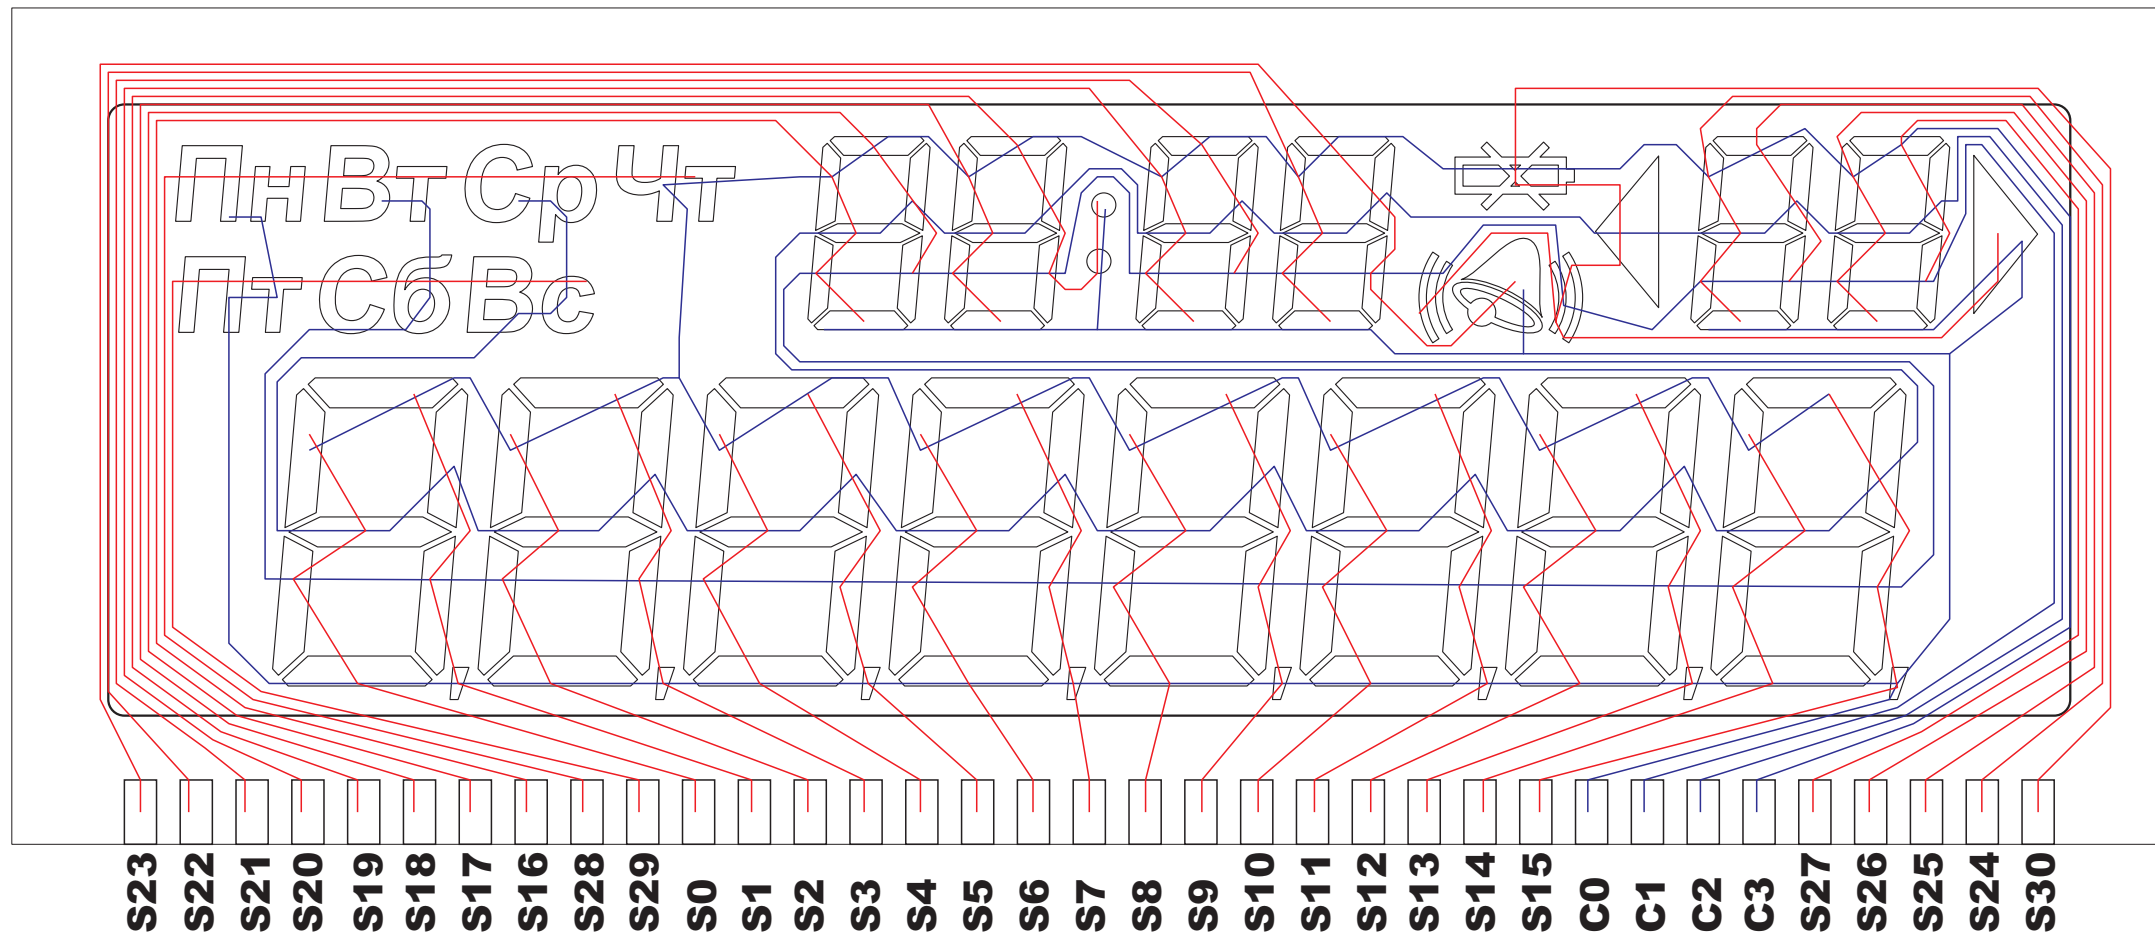 Пн Вт Ср Чт
Пт Сб Вс
S23 S22 S21 S20 S19 S18 S17 S16 S28 S29 S0 S1 S2 S3 S4 S5 S6 S7 S8 S9 S10 S11 S12 S13 S14 S15 C0 C1 C2 C3 S27 S26 S25 S24 S30